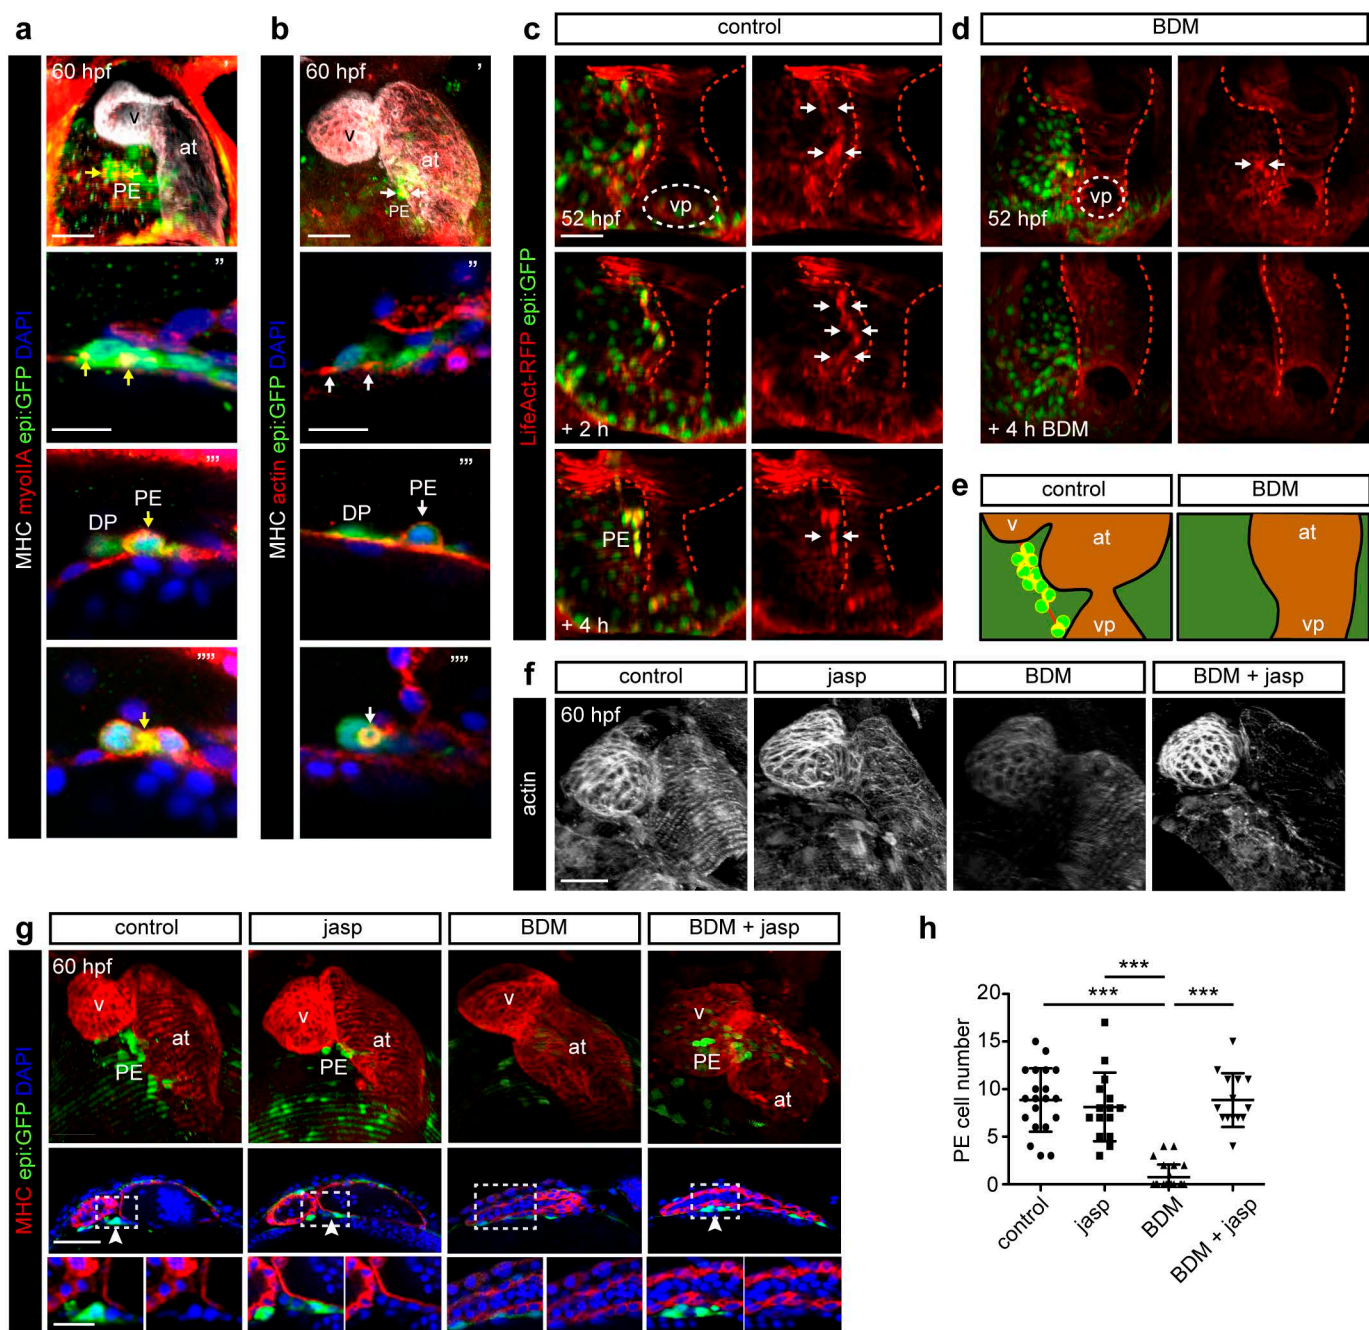 a
MHC myoIIA epi:GFP DAPI
60 hpf
’
v
at
PE
”
DP
PE
’’’
’’’’
b
MHC actin epi:GFP DAPI
60 hpf
’
v
at
PE
”
DP
PE
’’’
’’’’
c
control
LifeAct-RFP epi:GFP
52 hpf
vp
+ 2 h
PE
+ 4 h
d
BDM
52 hpf
vp
+ 4 h BDM
e
control
BDM
v
at
vp
at
vp
f
control
jasp
BDM
BDM + jasp
actin
60 hpf
g
control
jasp
BDM
BDM + jasp
MHC epi:GFP DAPI
60 hpf
v
at
PE
v
at
PE
v
at
v
PE
at
h
***
*** ***
PE cell number
20
15
10
5
0
control
jasp
BDM
BDM + jasp